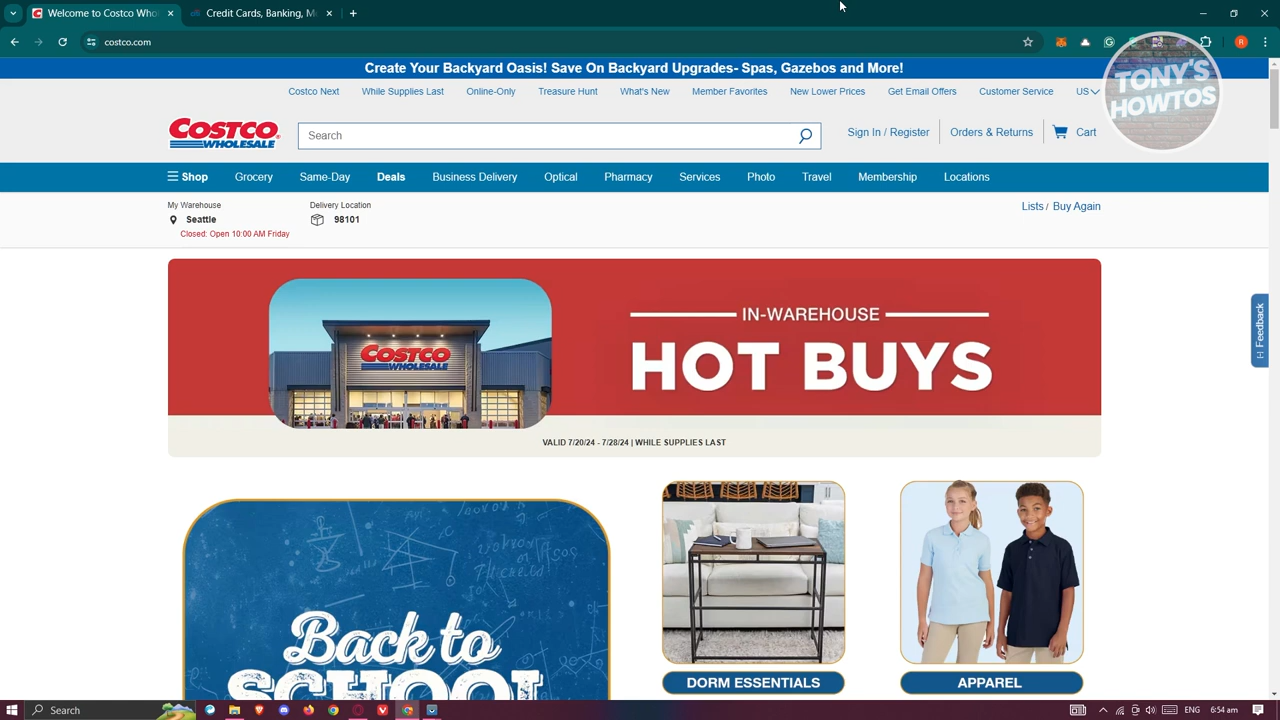 Welcome to Costco Who
Credit Cards, Banking, M
costco.com
Create Your Backyard Oasis! Save On Backyard Upgrades- Spas, Gazebos and More!
Costco Next
While Supplies Last
Online-Only
Treasure Hunt
What's New
Member Favorites
New Lower Prices
Get Email Offers
Customer Service
US
TONY'S
HOWTOS
COSTCO
WHOLESALE
Search
Sign In / Register
Orders & Returns
Cart
Shop
Grocery
Same-Day
Deals
Business Delivery
Optical
Pharmacy
Services
Photo
Travel
Membership
Locations
My Warehouse
Seattle
Closed: Open 10:00 AM Friday
Delivery Location
98101
Lists / Buy Again
COSTCO
WHOLESALE
IN-WAREHOUSE
HOT BUYS
VALID 7/20/24 - 7/28/24 | WHILE SUPPLIES LAST
Feedback
Back to
SCHOOL
DORM ESSENTIALS
APPAREL
Search
ENG
6:54 am